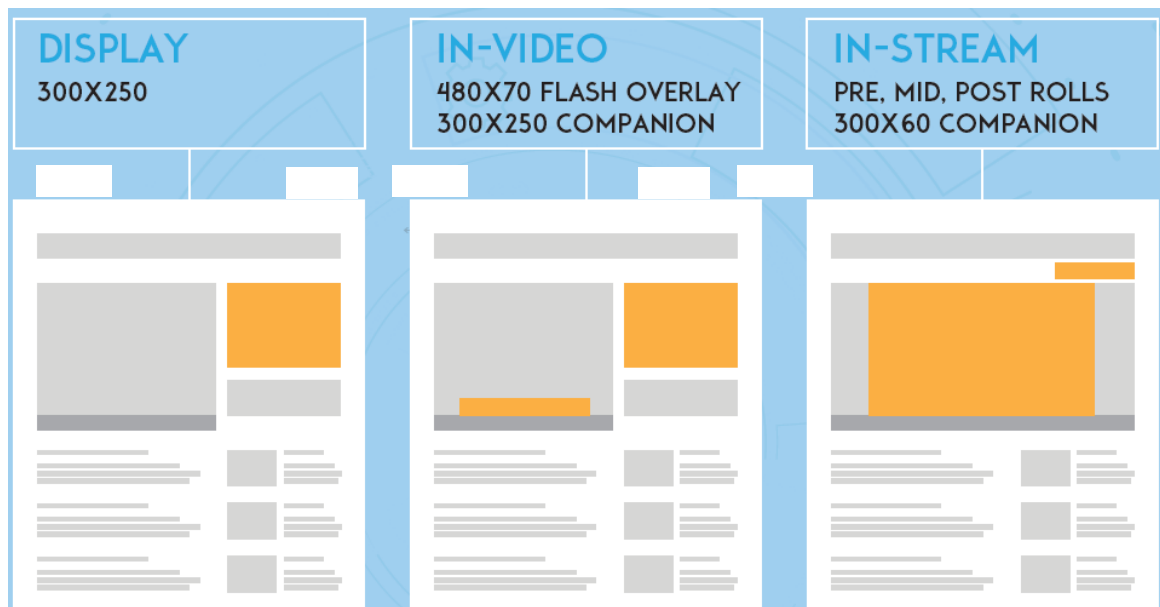 DISPLAY
300X250
IN-VIDEO
480X70 FLASH OVERLAY
300X250 COMPANION
IN-STREAM
PRE, MID, POST ROLLS
300X60 COMPANION